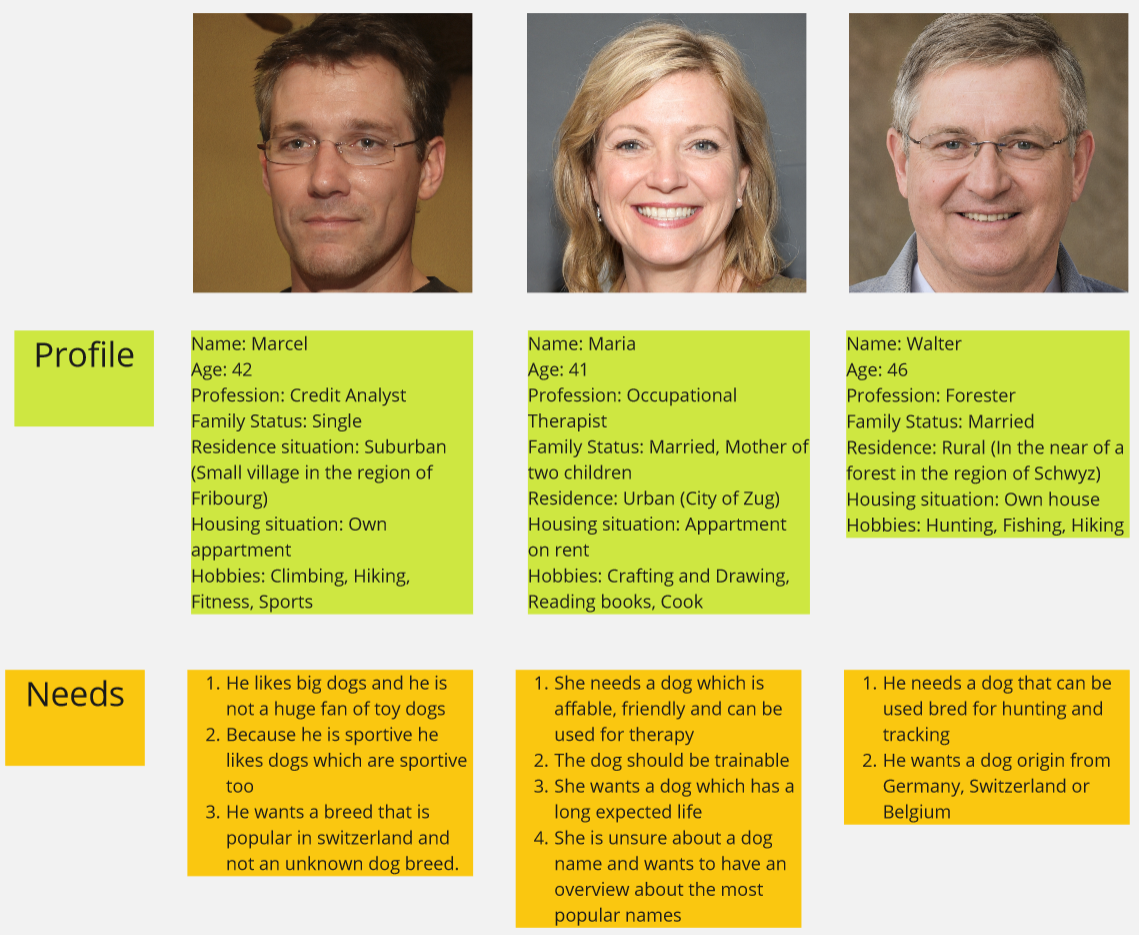 Profile
Name: Marcel
Age: 42
Profession: Credit Analyst
Family Status: Single
Residence situation: Suburban
(Small village in the region of
Fribourg)
Housing situation: Own
appartment
Hobbies: Climbing, Hiking,
Fitness, Sports
Name: Maria
Age: 41
Profession: Occupational
Therapist
Family Status: Married, Mother of
two children
Residence: Urban (City of Zug)
Housing situation: Appartment
on rent
Hobbies: Crafting and Drawing,
Reading books, Cook
Name: Walter
Age: 46
Profession: Forester
Family Status: Married
Residence: Rural (In the near of a
forest in the region of Schwyz)
Housing situation: Own house
Hobbies: Hunting, Fishing, Hiking
Needs
1. He likes big dogs and he is
not a huge fan of toy dogs
2. Because he is sportive he
likes dogs which are sportive
too
3. He wants a breed that is
popular in switzerland and
not an unknown dog breed.
1. She needs a dog which is
affable, friendly and can be
used for therapy
2. The dog should be trainable
3. She wants a dog which has a
long expected life
4. She is unsure about a dog
name and wants to have an
overview about the most
popular names
1. He needs a dog that can be
used bred for hunting and
tracking
2. He wants a dog origin from
Germany, Switzerland or
Belgium